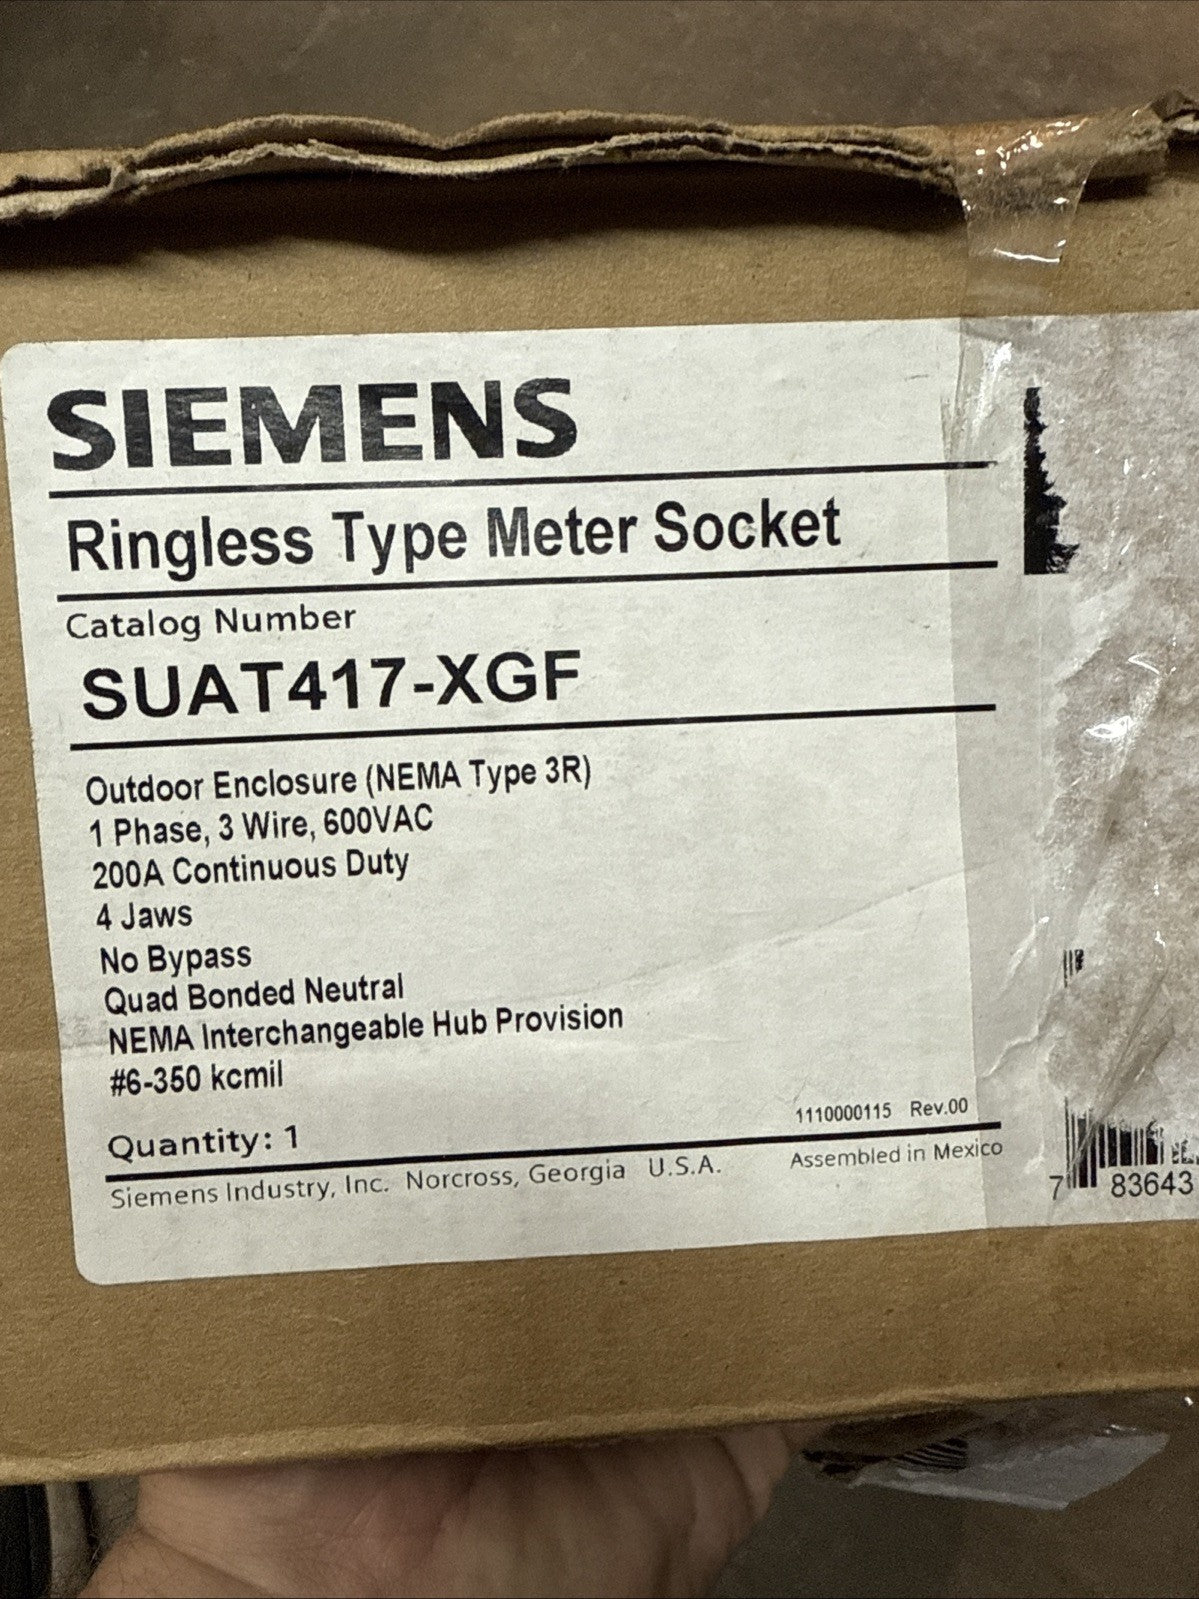 SIEMENS
Ringless Type Meter Socket
Catalog Number
SUAT417-XGF
Outdoor Enclosure (NEMA Type 3R)
1 Phase, 3 Wire, 600VAC
200A Continuous Duty
4 Jaws
No Bypass
Quad Bonded Neutral
NEMA Interchangeable Hub Provision
#6-350 kcmil
Quantity: 1
1110000115 Rev.00
Siemens Industry, Inc. Norcross, Georgia U.S.A.
Assembled in Mexico
7 83643